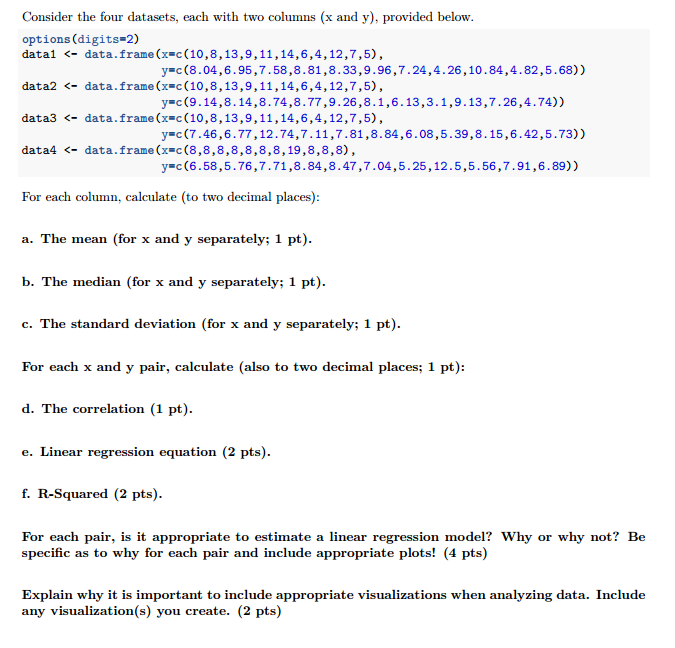 Consider the four datasets, each with two columns (x and y), provided below.
options(digits=2)
data1 <- data.frame(x=c(10,8,13,9,11,14,6,4,12,7,5),
y=c(8.04,6.95,7.58,8.81,8.33,9.96,7.24,4.26,10.84,4.82,5.68))
data2 <- data.frame(x=c(10,8,13,9,11,14,6,4,12,7,5),
y=c(9.14,8.14,8.74,8.77,9.26,8.1,6.13,3.1,9.13,7.26,4.74))
data3 <- data.frame(x=c(10,8,13,9,11,14,6,4,12,7,5),
y=c(7.46,6.77,12.74,7.11,7.81,8.84,6.08,5.39,8.15,6.42,5.73))
data4 <- data.frame(x=c(8,8,8,8,8,8,8,19,8,8,8),
y=c(6.58,5.76,7.71,8.84,8.47,7.04,5.25,12.5,5.56,7.91,6.89))
For each column, calculate (to two decimal places):
a. The mean (for x and y separately; 1 pt).
b. The median (for x and y separately; 1 pt).
c. The standard deviation (for x and y separately; 1 pt).
For each x and y pair, calculate (also to two decimal places; 1 pt):
d. The correlation (1 pt).
e. Linear regression equation (2 pts).
f. R-Squared (2 pts).
For each pair, is it appropriate to estimate a linear regression model? Why or why not? Be
specific as to why for each pair and include appropriate plots! (4 pts)
Explain why it is important to include appropriate visualizations when analyzing data. Include
any visualization(s) you create. (2 pts)